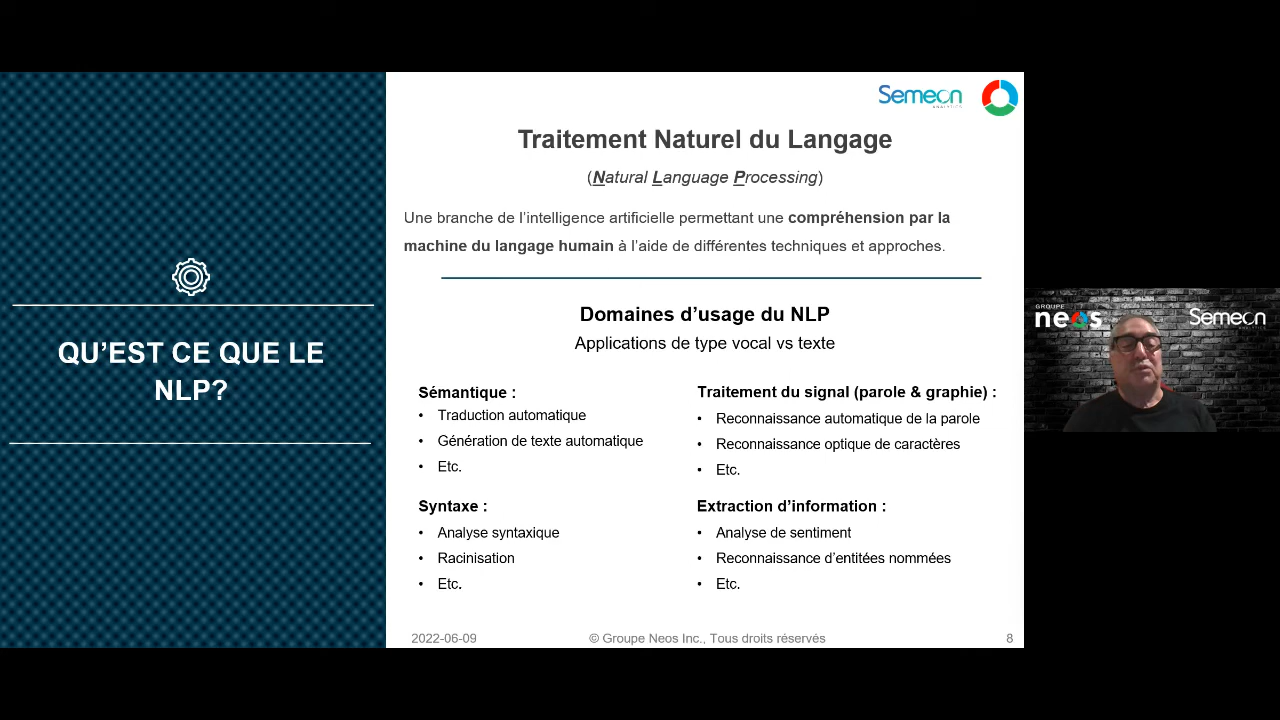 QU’EST CE QUE LE
NLP?
Semeon
ANALYTICS
Traitement Naturel du Langage
(Natural Language Processing)
Une branche de l’intelligence artificielle permettant une compréhension par la
machine du langage humain à l’aide de différentes techniques et approches.
Domaines d’usage du NLP
Applications de type vocal vs texte
Sémantique :
• Traduction automatique
• Génération de texte automatique
• Etc.
Traitement du signal (parole & graphie) :
• Reconnaissance automatique de la parole
• Reconnaissance optique de caractères
• Etc.
Syntaxe :
• Analyse syntaxique
• Racinisation
• Etc.
Extraction d’information :
• Analyse de sentiment
• Reconnaissance d’entitées nommées
• Etc.
2022-06-09
© Groupe Neos Inc., Tous droits réservés
8
GROUPE
neos
Semeon
ANALYTICS